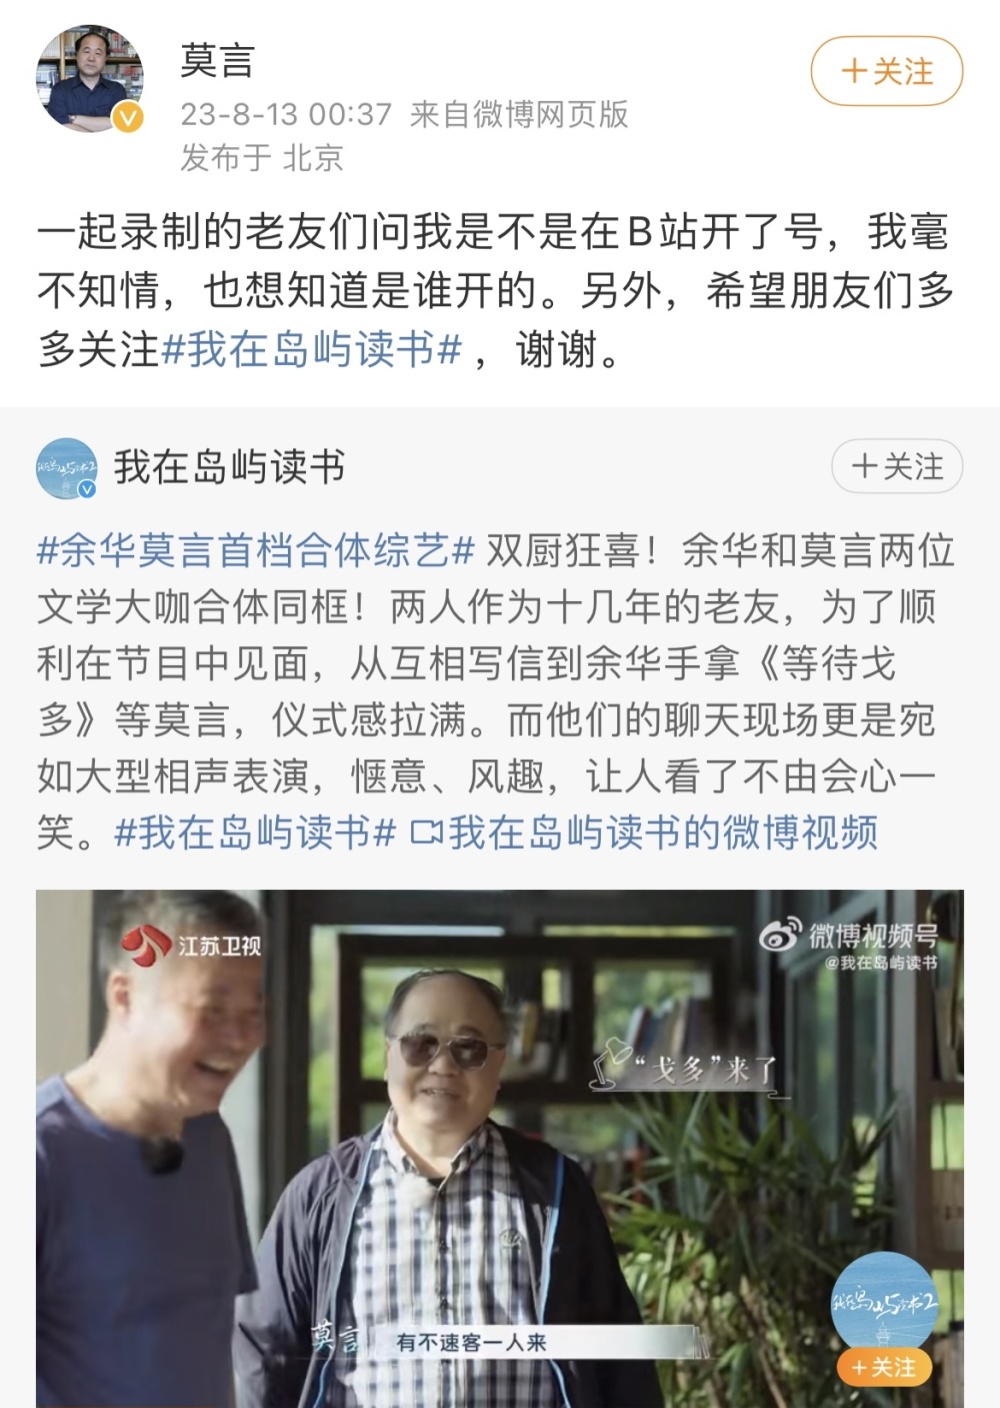 莫言
+关注
23-8-13 00:37 来自微博网页版
发布于 北京
一起录制的老友们问我是不是在B站开了号，我毫
不知情，也想知道是谁开的。另外，希望朋友们多
多关注#我在岛屿读书# ，谢谢。
我在岛屿读书
+关注
#余华莫言首档合体综艺# 双厨狂喜！余华和莫言两位
文学大咖合体同框！两人作为十几年的老友，为了顺
利在节目中见面，从互相写信到余华手拿《等待戈
多》等莫言，仪式感拉满。而他们的聊天现场更是宛
如大型相声表演，惬意、风趣，让人看了不由会心一
笑。#我在岛屿读书# 我在岛屿读书的微博视频
江苏卫视
微博视频号
@我在岛屿读书
“戈多”来了
我在岛屿读书2
+关注
莫言 有不速客一人来